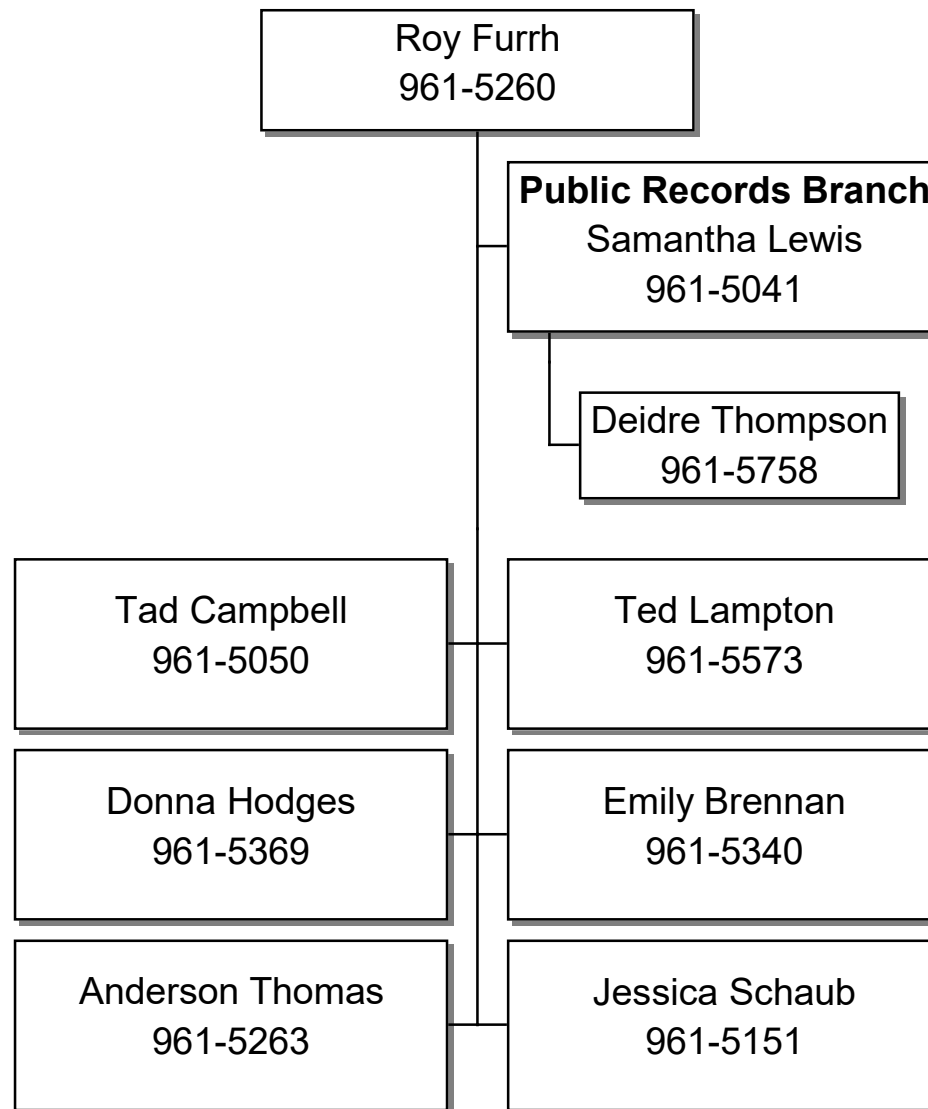 Roy Furrh
961-5260
Public Records Branch
Samantha Lewis
961-5041
Deidre Thompson
961-5758
Tad Campbell
961-5050
Ted Lampton
961-5573
Donna Hodges
961-5369
Emily Brennan
961-5340
Anderson Thomas
961-5263
Jessica Schaub
961-5151